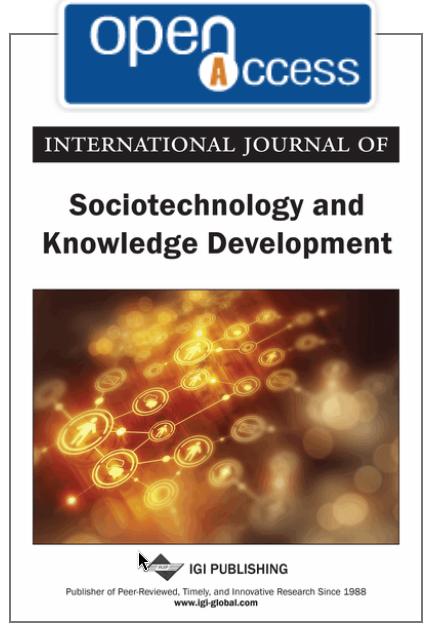 open
Access
INTERNATIONAL JOURNAL OF
Sociotechnology and
Knowledge Development
IGI PUBLISHING
Publisher of Peer-Reviewed, Timely, and Innovative Research Since 1988
www.igi-global.com